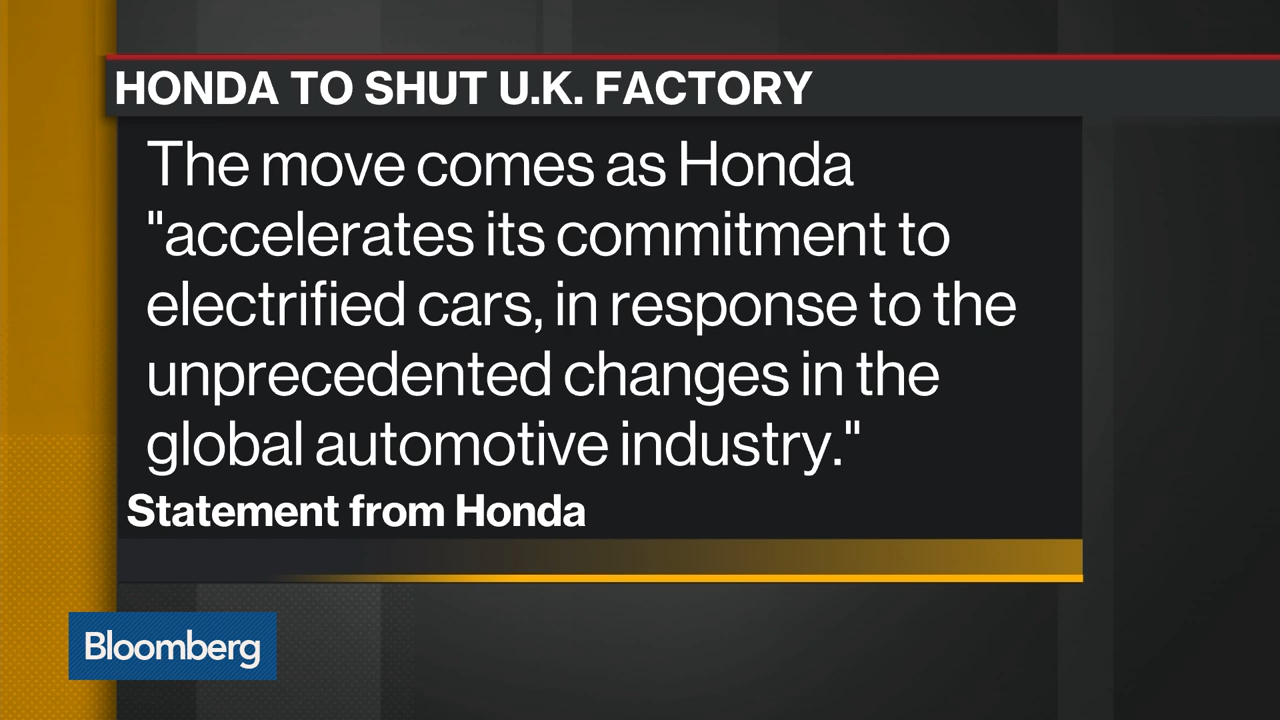 HONDA TO SHUT U.K. FACTORY
The move comes as Honda
"accelerates its commitment to
electrified cars, in response to the
unprecedented changes in the
global automotive industry."
Statement from Honda
Bloomberg